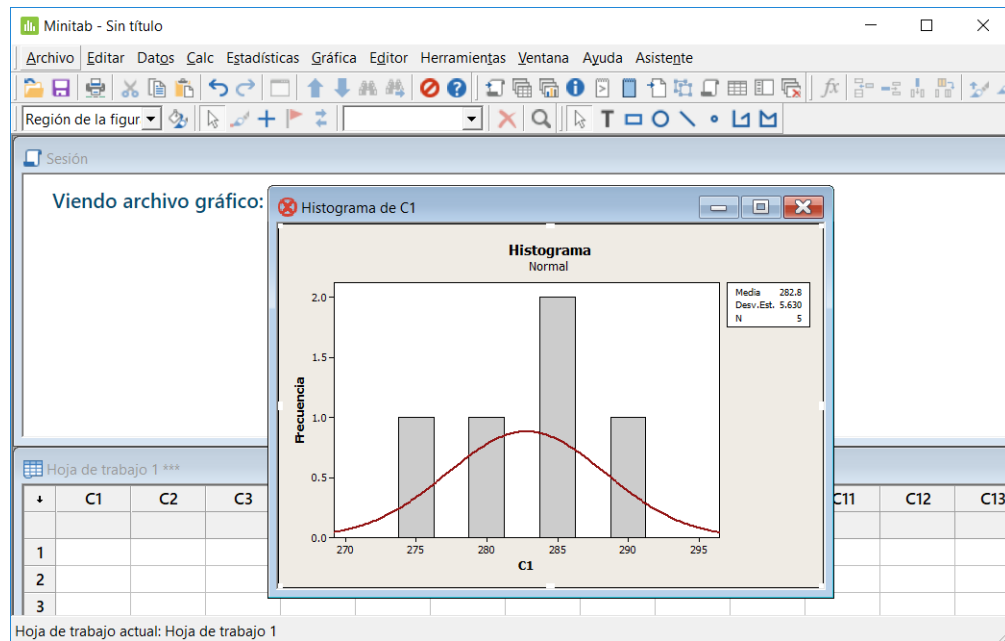 Minitab - Sin título
Archivo Editar Datos Calc Estadísticas Gráfica Editor Herramientas Ventana Ayuda Asistente
Región de la figur
Sesión
Viendo archivo gráfico:
Histograma de C1
Histograma
Normal
Media 282.8
Desv.Est. 5.630
N 5
2.0
1.5
1.0
0.5
0.0
Frecuencia
270 275 280 285 290 295
C1
Hoja de trabajo 1 ***
C1 C2 C3 C11 C12 C13
1
2
3
Hoja de trabajo actual: Hoja de trabajo 1